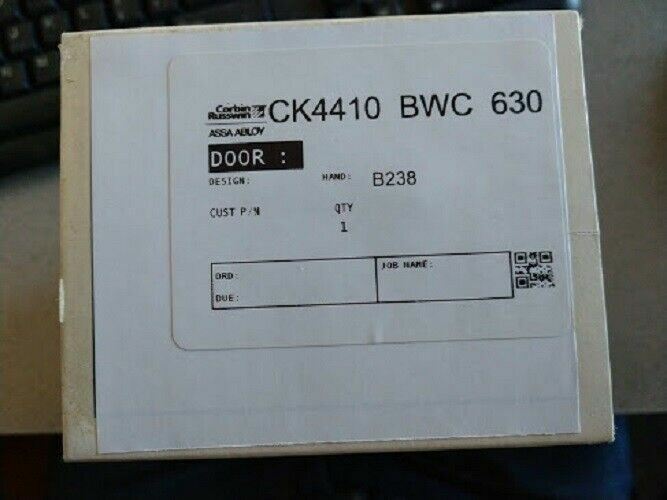 Corbin
Russwin
CK4410 BWC 630
ASSA ABLOY
DOOR :
DESIGN:
HAND: B238
CUST P/N
QTY
1
ORD:
JOB NAME:
DUE: